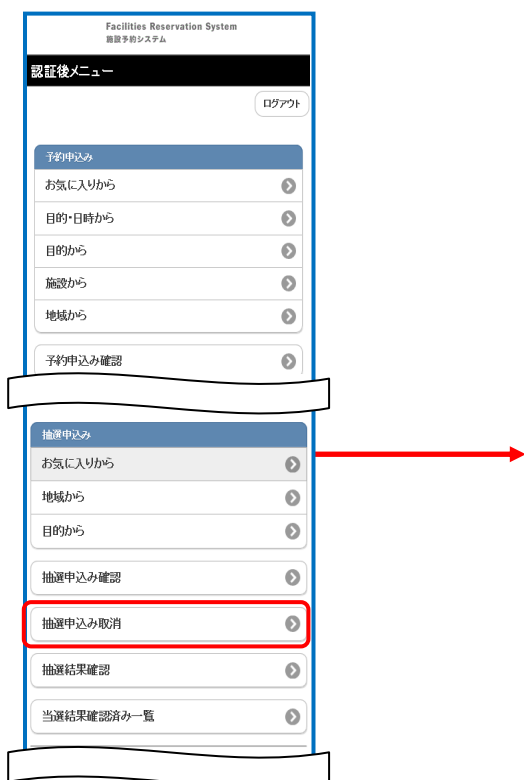 Facilities Reservation System
施設予約システム
認証後メニュー
ログアウト
予約申込み
お気に入りから
目的・日時から
目的から
施設から
地域から
予約申込み確認
抽選申込み
お気に入りから
地域から
目的から
抽選申込み確認
抽選申込み取消
抽選結果確認
当選結果確認済み一覧